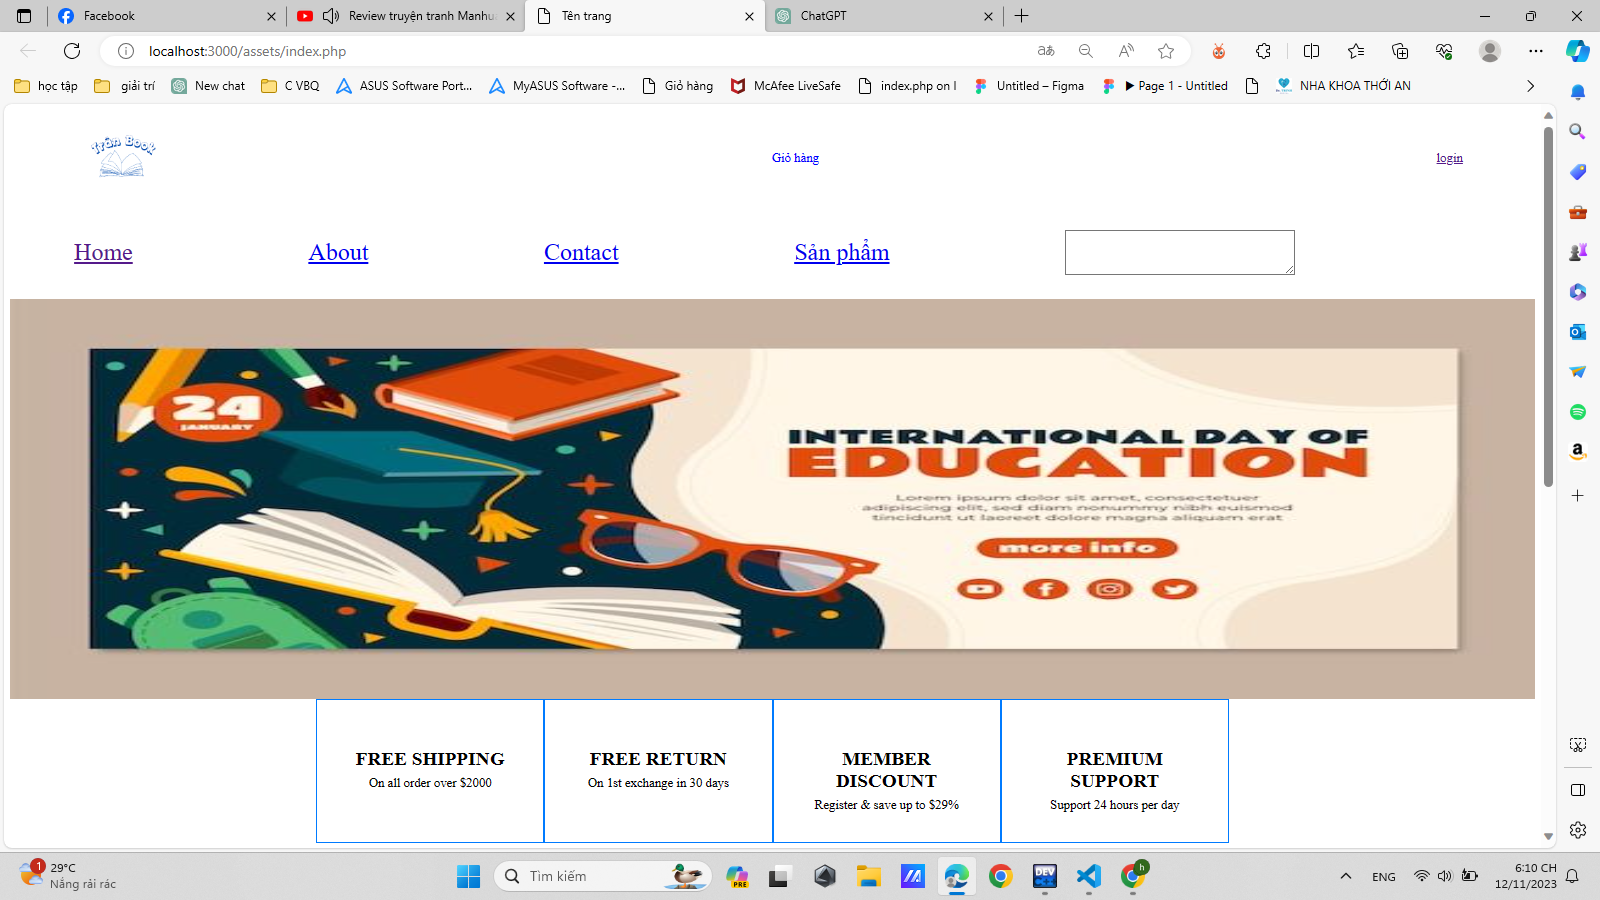 Facebook
Review truyện tranh Manhua
Tên trang
ChatGPT
localhost:3000/assets/index.php
học tập
giải trí
New chat
C VBQ
ASUS Software Port...
MyASUS Software -...
Giỏ hàng
McAfee LiveSafe
index.php on l
Untitled – Figma
Page 1 - Untitled
NHA KHOA THỚI AN
Trân Book
Giỏ hàng
login
Home
About
Contact
Sản phẩm
24
JANUARY
INTERNATIONAL DAY OF
EDUCATION
Lorem ipsum dolor sit amet, consectetuer
adipiscing elit, sed diam nonummy nibh euismod
tincidunt ut laoreet dolore magna aliquam erat
more info
FREE SHIPPING
On all order over $2000
FREE RETURN
On 1st exchange in 30 days
MEMBER
DISCOUNT
Register & save up to $29%
PREMIUM
SUPPORT
Support 24 hours per day
1
29°C
Nắng rải rác
Tìm kiếm
PRE
DEV
h
ENG
6:10 CH
12/11/2023